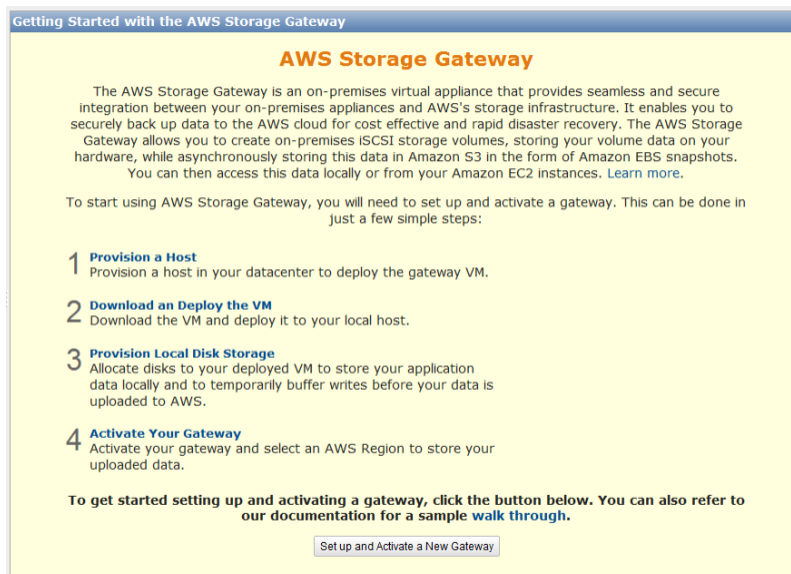 Getting Started with the AWS Storage Gateway
AWS Storage Gateway
The AWS Storage Gateway is an on-premises virtual appliance that provides seamless and secure
integration between your on-premises appliances and AWS's storage infrastructure. It enables you to
securely back up data to the AWS cloud for cost effective and rapid disaster recovery. The AWS Storage
Gateway allows you to create on-premises iSCSI storage volumes, storing your volume data on your
hardware, while asynchronously storing this data in Amazon S3 in the form of Amazon EBS snapshots.
You can then access this data locally or from your Amazon EC2 instances. Learn more.
To start using AWS Storage Gateway, you will need to set up and activate a gateway. This can be done in
just a few simple steps:
1 Provision a Host
Provision a host in your datacenter to deploy the gateway VM.
2 Download an Deploy the VM
Download the VM and deploy it to your local host.
3 Provision Local Disk Storage
Allocate disks to your deployed VM to store your application
data locally and to temporarily buffer writes before your data is
uploaded to AWS.
4 Activate Your Gateway
Activate your gateway and select an AWS Region to store your
uploaded data.
To get started setting up and activating a gateway, click the button below. You can also refer to
our documentation for a sample walk through.
Set up and Activate a New Gateway